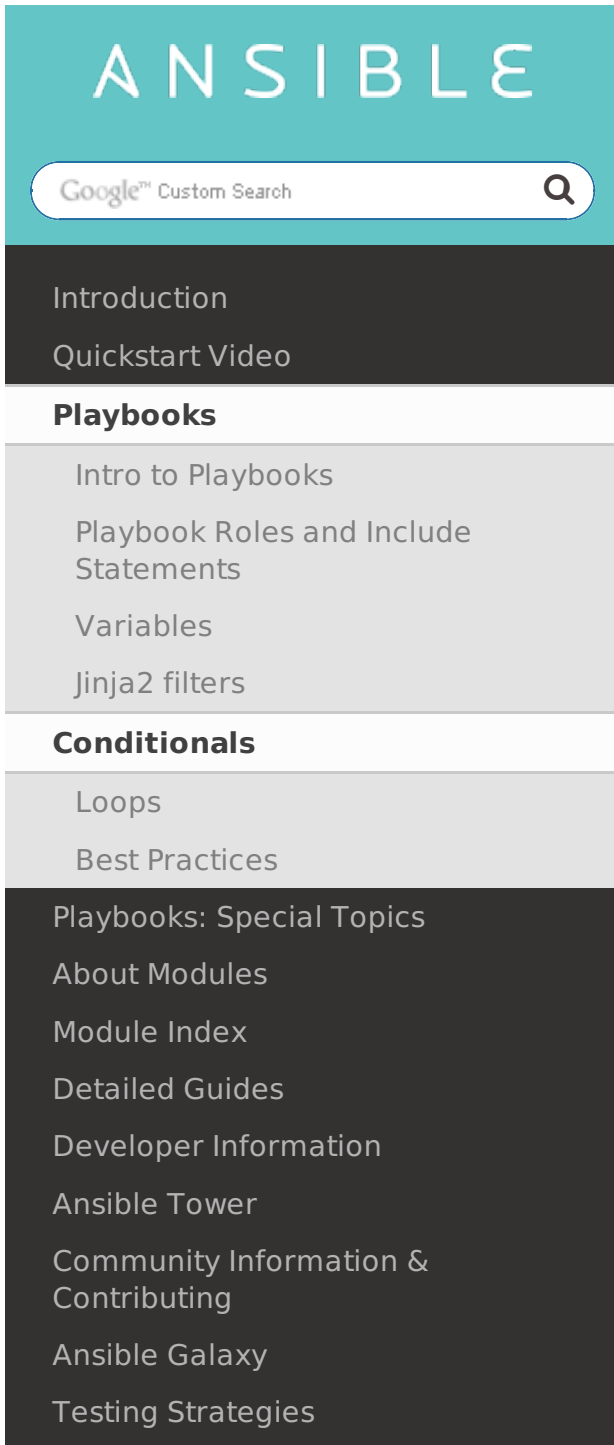 ANSIBLE
Google™ Custom Search
Introduction
Quickstart Video
Playbooks
Intro to Playbooks
Playbook Roles and Include
Statements
Variables
Jinja2 filters
Conditionals
Loops
Best Practices
Playbooks: Special Topics
About Modules
Module Index
Detailed Guides
Developer Information
Ansible Tower
Community Information &
Contributing
Ansible Galaxy
Testing Strategies